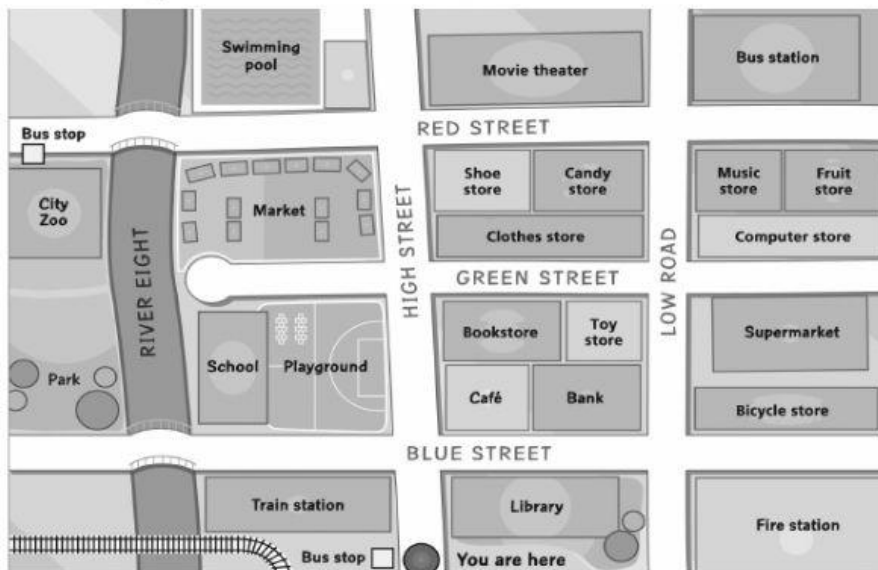 Swimming
pool
Movie theater
Bus station
RED STREET
Bus stop
City
Zoo
RIVER EIGHT
Market
HIGH STREET
Shoe
store
Candy
store
Clothes store
LOW ROAD
Music
store
Fruit
store
Computer store
GREEN STREET
Park
School
Playground
Bookstore
Toy
store
Café
Bank
Supermarket
Bicycle store
BLUE STREET
Train station
Library
Fire station
Bus stop
You are here